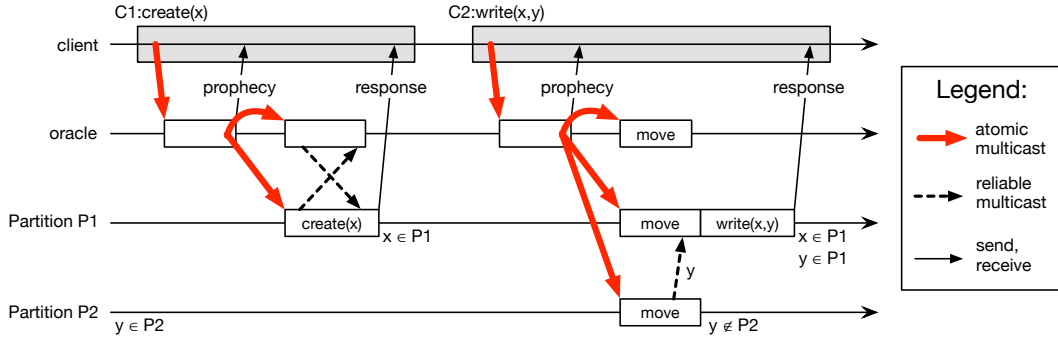 C1:create(x)
C2:write(x,y)
client
prophecy
response
prophecy
response
oracle
move
Partition P1
create(x)
move
write(x,y)
x ∈ P1
x ∈ P1
y ∈ P1
y
Partition P2
move
y ∈ P2
y ∉ P2
Legend:
atomic
multicast
reliable
multicast
send,
receive